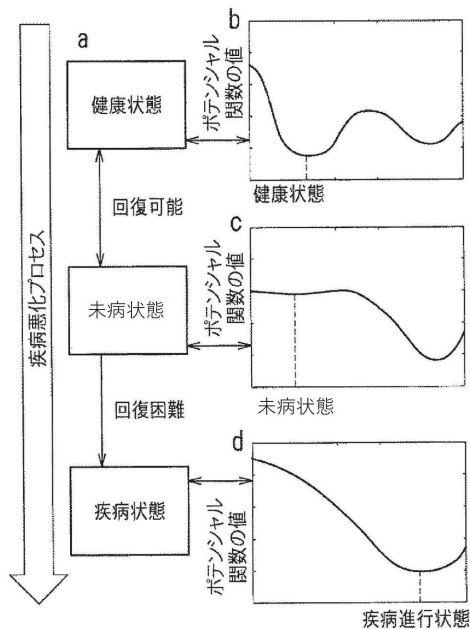 a
健康状態
回復可能
未病状態
回復困難
疾病状態
疾病悪化プロセス
b
ポテンシャル
関数の値
健康状態
c
ポテンシャル
関数の値
未病状態
d
ポテンシャル
関数の値
疾病進行状態